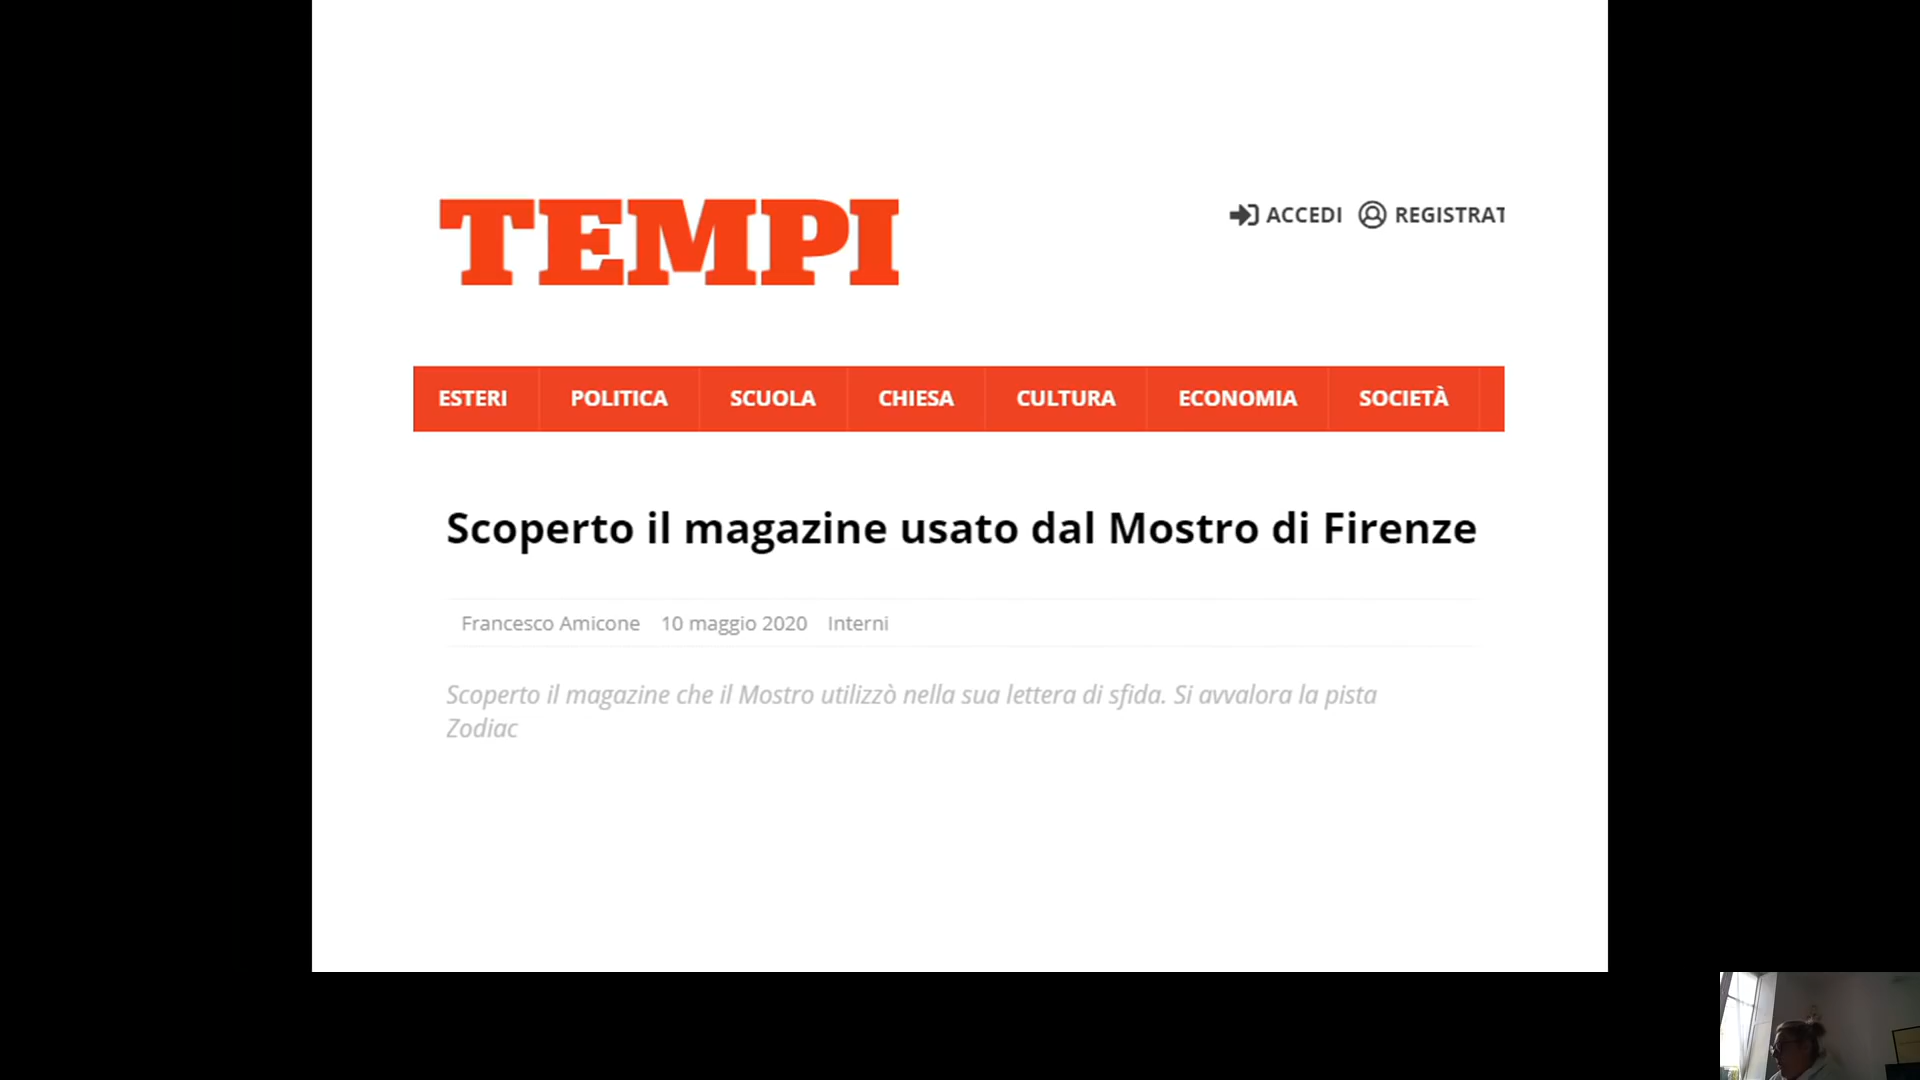 TEMPI
ACCEDI REGISTRAT
ESTERI POLITICA SCUOLA CHIESA CULTURA ECONOMIA SOCIETÀ
Scoperto il magazine usato dal Mostro di Firenze
Francesco Amicone 10 maggio 2020 Interni
Scoperto il magazine che il Mostro utilizzò nella sua lettera di sfida. Si avvalora la pista
Zodiac